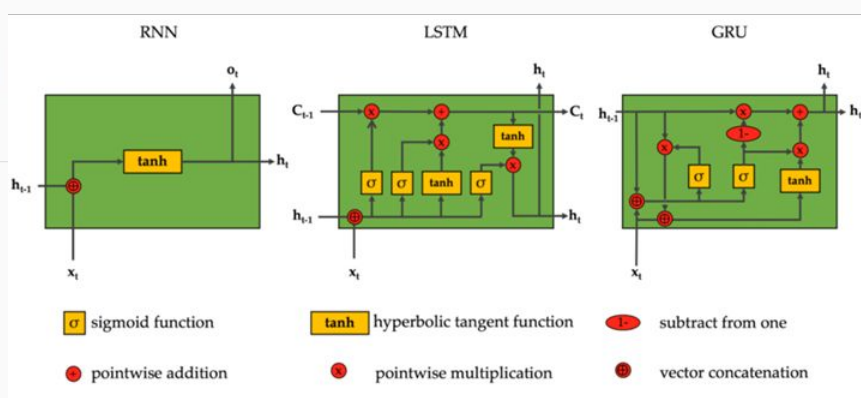 RNN LSTM GRU
oₜ hₜ hₜ
Cₜ₋₁ x + Cₜ hₜ₋₁ x + hₜ
tanh x tanh 1-
x x x
hₜ₋₁ σ σ tanh σ σ σ tanh
tanh hₜ
hₜ₋₁ hₜ
xₜ xₜ xₜ
σ sigmoid function tanh hyperbolic tangent function 1- subtract from one
+ pointwise addition x pointwise multiplication vector concatenation